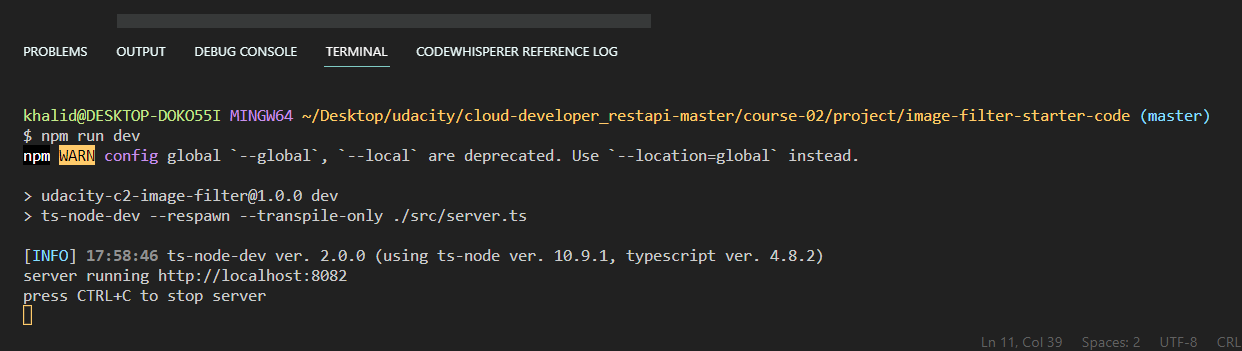 PROBLEMS OUTPUT DEBUG CONSOLE TERMINAL CODEWHISPERER REFERENCE LOG
khalid@DESKTOP-DOKO55I MINGW64 ~/Desktop/udacity/cloud-developer_restapi-master/course-02/project/image-filter-starter-code (master)
$ npm run dev
npm WARN config global `--global`, `--local` are deprecated. Use `--location=global` instead.
> udacity-c2-image-filter@1.0.0 dev
> ts-node-dev --respawn --transpile-only ./src/server.ts
[INFO] 17:58:46 ts-node-dev ver. 2.0.0 (using ts-node ver. 10.9.1, typescript ver. 4.8.2)
server running http://localhost:8082
press CTRL+C to stop server
Ln 11, Col 39 Spaces: 2 UTF-8 CRL